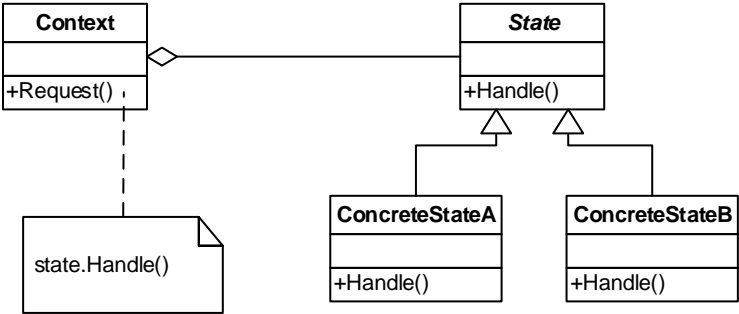 Context
State
+Request()
+Handle()
state.Handle()
ConcreteStateA
ConcreteStateB
+Handle()
+Handle()